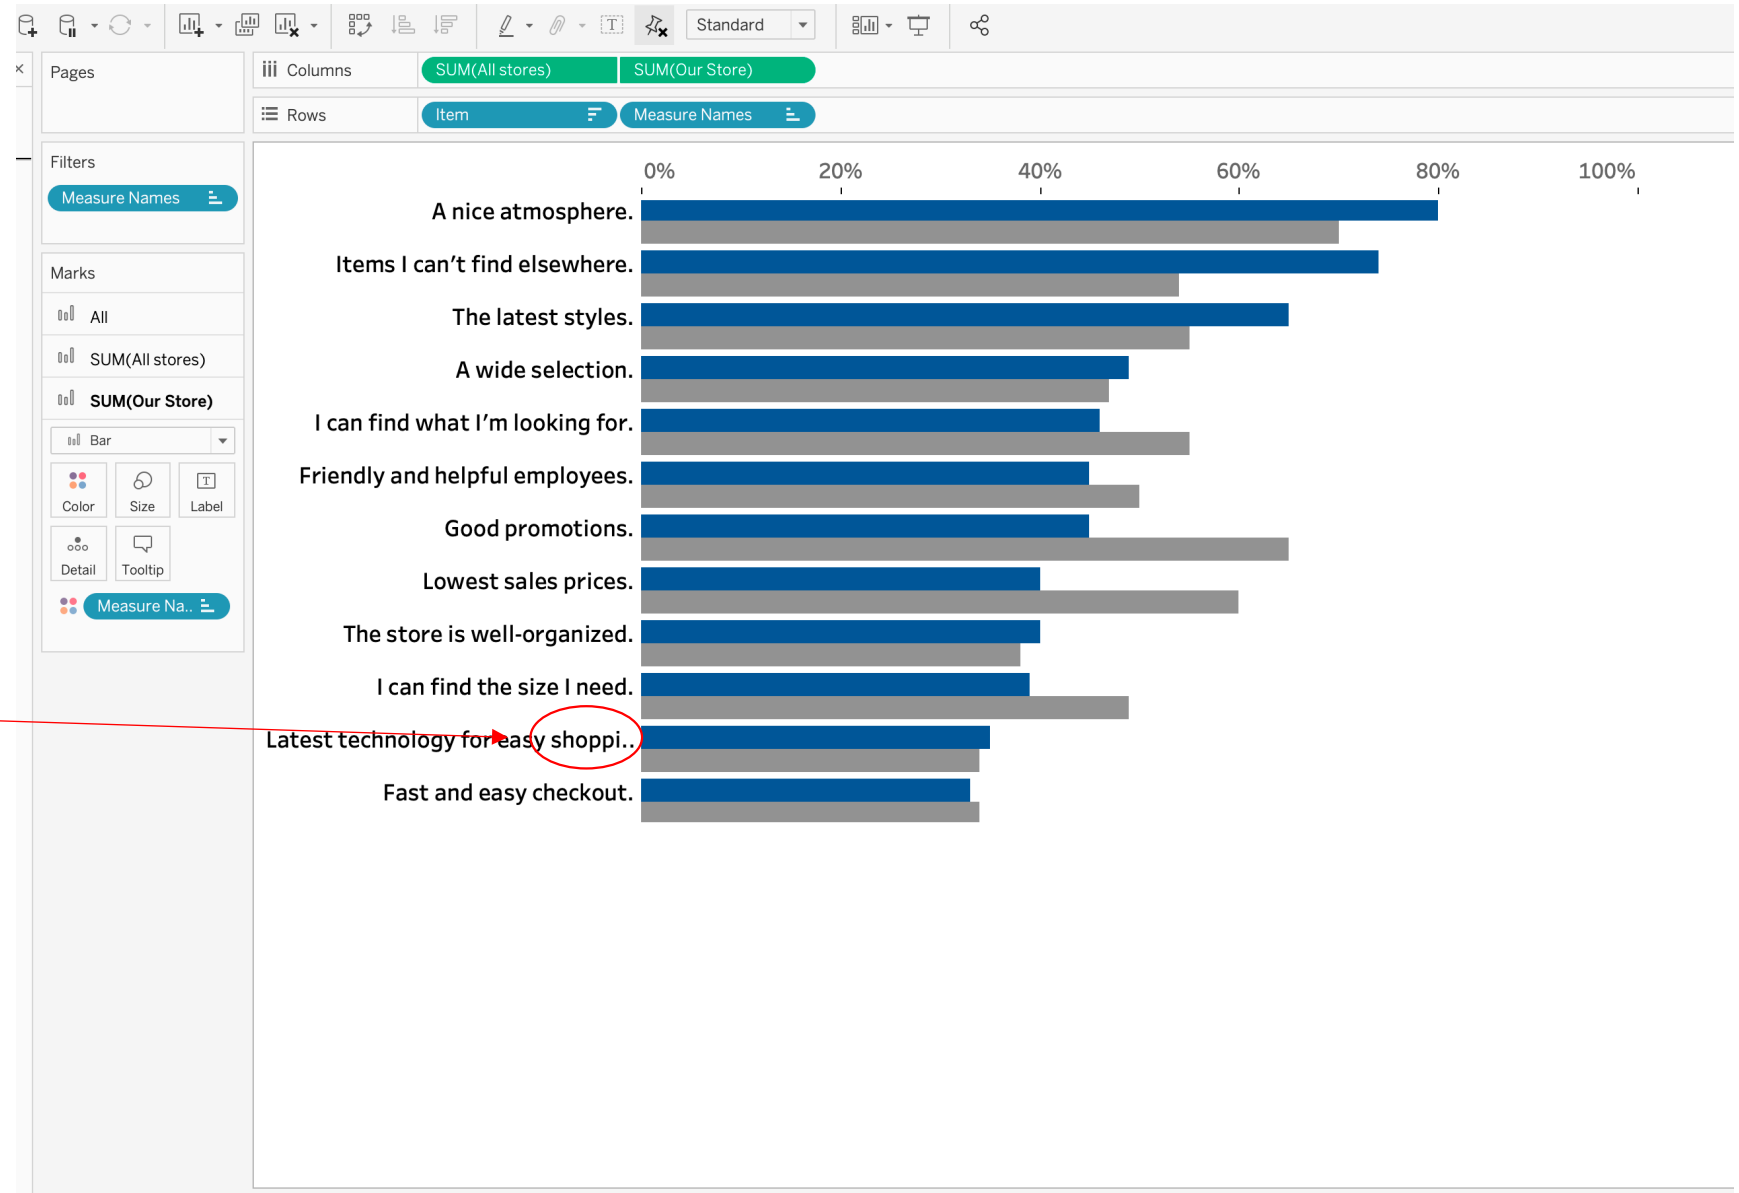 Standard
Pages
Columns
SUM(All stores)
SUM(Our Store)
Rows
Item
Measure Names
Filters
Measure Names
Marks
All
SUM(All stores)
SUM(Our Store)
Bar
Color
Size
T
Label
Detail
Tooltip
Measure Na..
0% 20% 40% 60% 80% 100%
A nice atmosphere.
Items I can’t find elsewhere.
The latest styles.
A wide selection.
I can find what I’m looking for.
Friendly and helpful employees.
Good promotions.
Lowest sales prices.
The store is well-organized.
I can find the size I need.
Latest technology for easy shoppi..
Fast and easy checkout.